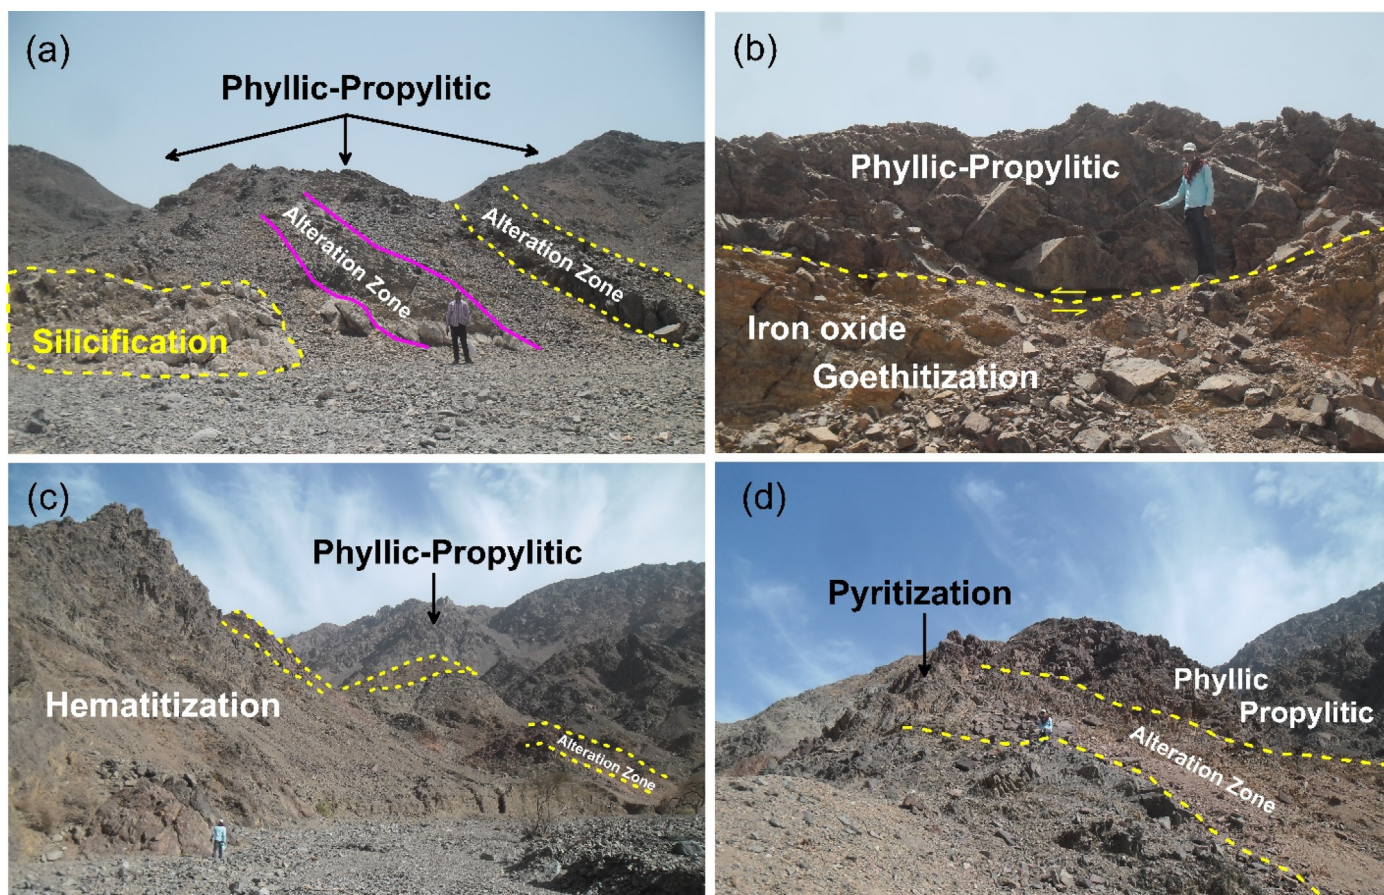 (a)
Phyllic-Propylitic
Alteration Zone
Alteration Zone
Silicification
(b)
Phyllic-Propylitic
Iron oxide
Goethitization
(c)
Phyllic-Propylitic
Hematitization
Alteration Zone
(d)
Pyritization
Phyllic
Propylitic
Alteration Zone